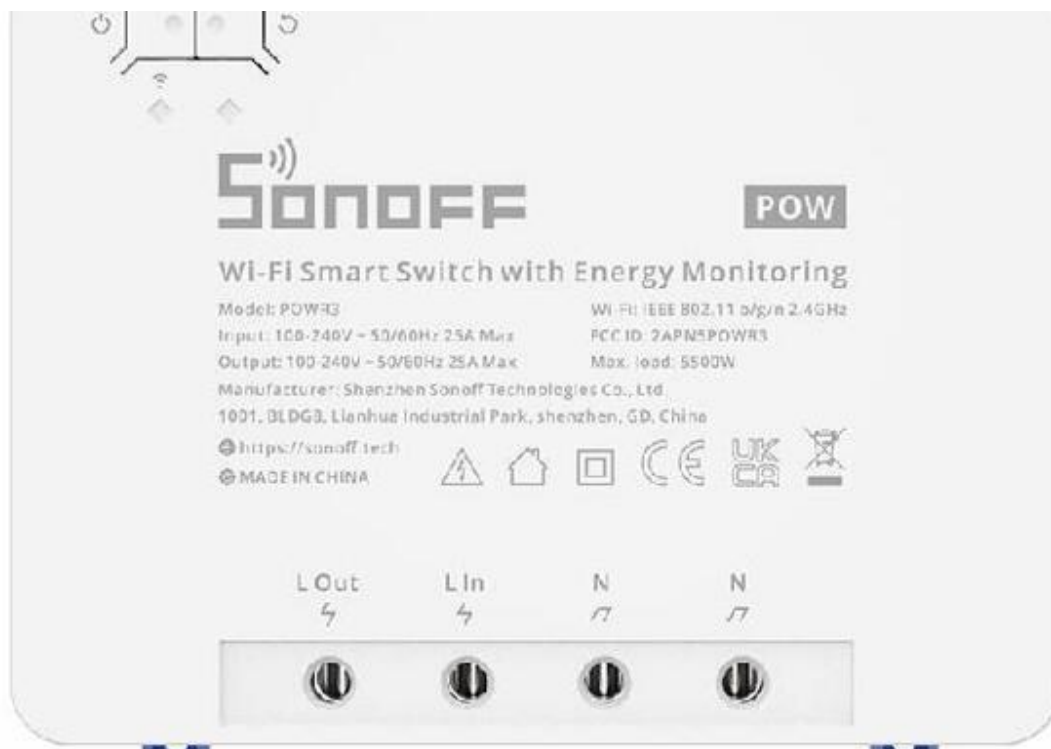 SONOFF
POW
Wi-Fi Smart Switch with Energy Monitoring
Model: POWR3
Wi-Fi: IEEE 802.11 b/g/n 2.4GHz
Input: 100-240V ~ 50/60Hz 25A Max
FCC ID: 2APN5POWR3
Output: 100-240V ~ 50/60Hz 25A Max
Max. load: 5500W
Manufacturer: Shenzhen Sonoff Technologies Co., Ltd.
1001, BLDG8, Lianhua Industrial Park, shenzhen, GD, China
https://sonoff.tech
MADE IN CHINA
CE
UK
CA
L Out
L In
N
N